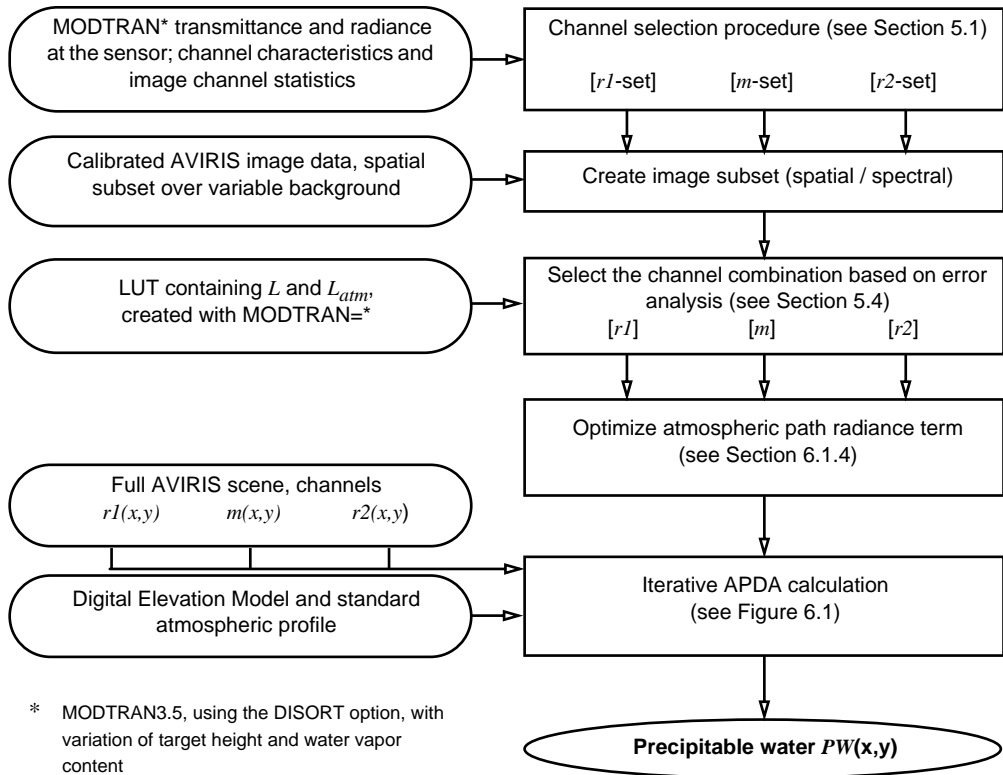 MODTRAN* transmittance and radiance
at the sensor; channel characteristics and
image channel statistics
Channel selection procedure (see Section 5.1)
[r1-set] [m-set] [r2-set]
Calibrated AVIRIS image data, spatial
subset over variable background
Create image subset (spatial / spectral)
LUT containing L and Latm,
created with MODTRAN=*
Select the channel combination based on error
analysis (see Section 5.4)
[r1] [m] [r2]
Optimize atmospheric path radiance term
(see Section 6.1.4)
Full AVIRIS scene, channels
r1(x,y) m(x,y) r2(x,y)
Digital Elevation Model and standard
atmospheric profile
Iterative APDA calculation
(see Figure 6.1)
* MODTRAN3.5, using the DISORT option, with
variation of target height and water vapor
content
Precipitable water PW(x,y)